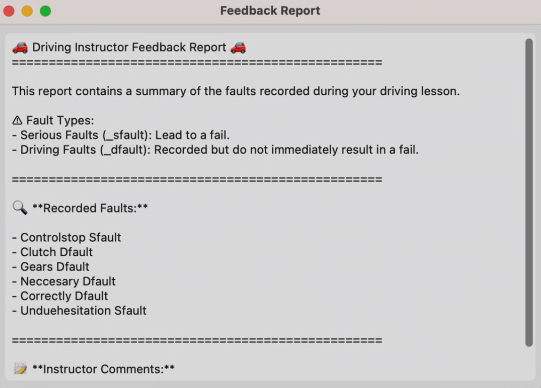 Feedback Report
🚗 Driving Instructor Feedback Report 🚗
==================================================
This report contains a summary of the faults recorded during your driving lesson.
⚠ Fault Types:
- Serious Faults (_sfault): Lead to a fail.
- Driving Faults (_dfault): Recorded but do not immediately result in a fail.
==================================================
🔍 **Recorded Faults:**
- Controlstop Sfault
- Clutch Dfault
- Gears Dfault
- Neccesary Dfault
- Correctly Dfault
- Unduehesitation Sfault
==================================================
📝 **Instructor Comments:**